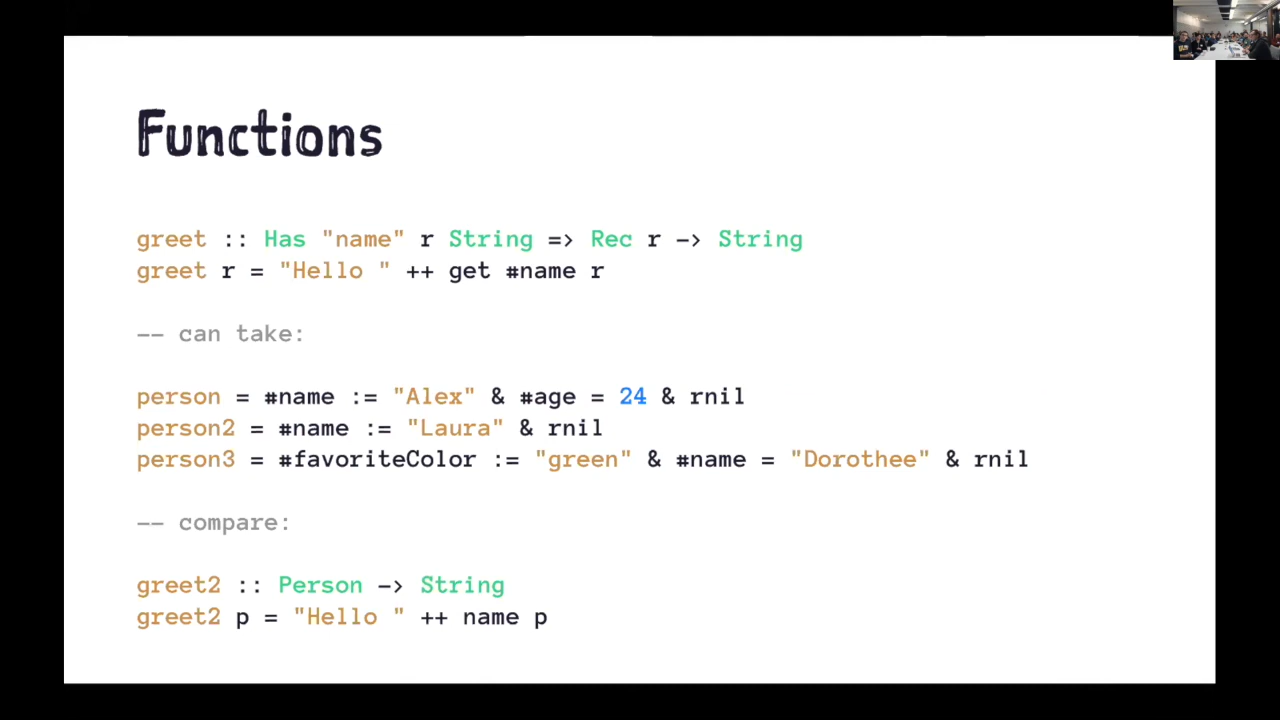 Functions
greet :: Has "name" r String => Rec r -> String
greet r = "Hello " ++ get #name r
-- can take:
person = #name := "Alex" & #age = 24 & rnil
person2 = #name := "Laura" & rnil
person3 = #favoriteColor := "green" & #name = "Dorothee" & rnil
-- compare:
greet2 :: Person -> String
greet2 p = "Hello " ++ name p